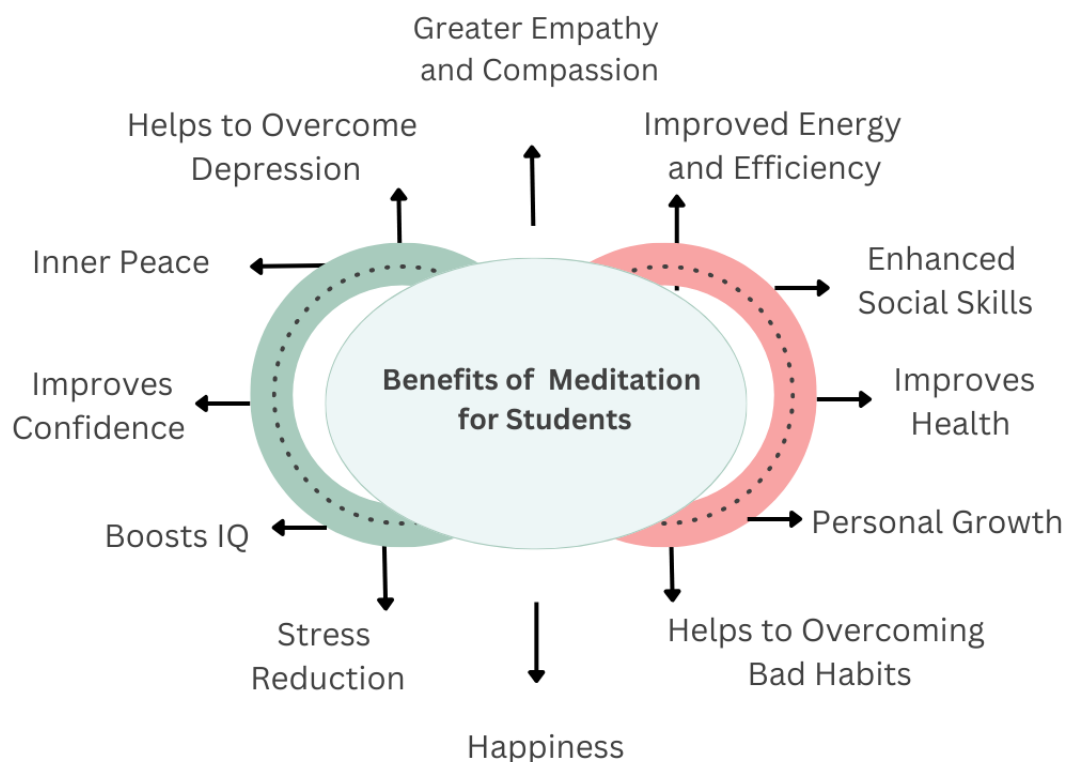 Greater Empathy
and Compassion
Helps to Overcome
Depression
Improved Energy
and Efficiency
Inner Peace
Enhanced
Social Skills
Benefits of Meditation
for Students
Improves
Confidence
Improves
Health
Boosts IQ
Personal Growth
Stress
Reduction
Helps to Overcoming
Bad Habits
Happiness